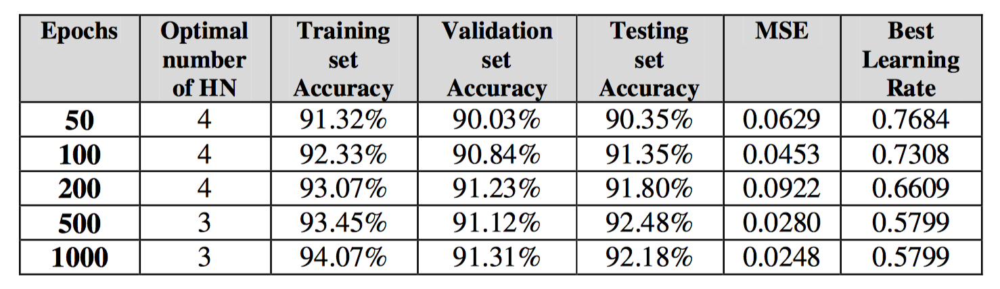 Epochs Optimal number of HN Training set Accuracy Validation set Accuracy Testing set Accuracy MSE Best Learning Rate
50 4 91.32% 90.03% 90.35% 0.0629 0.7684
100 4 92.33% 90.84% 91.35% 0.0453 0.7308
200 4 93.07% 91.23% 91.80% 0.0922 0.6609
500 3 93.45% 91.12% 92.48% 0.0280 0.5799
1000 3 94.07% 91.31% 92.18% 0.0248 0.5799